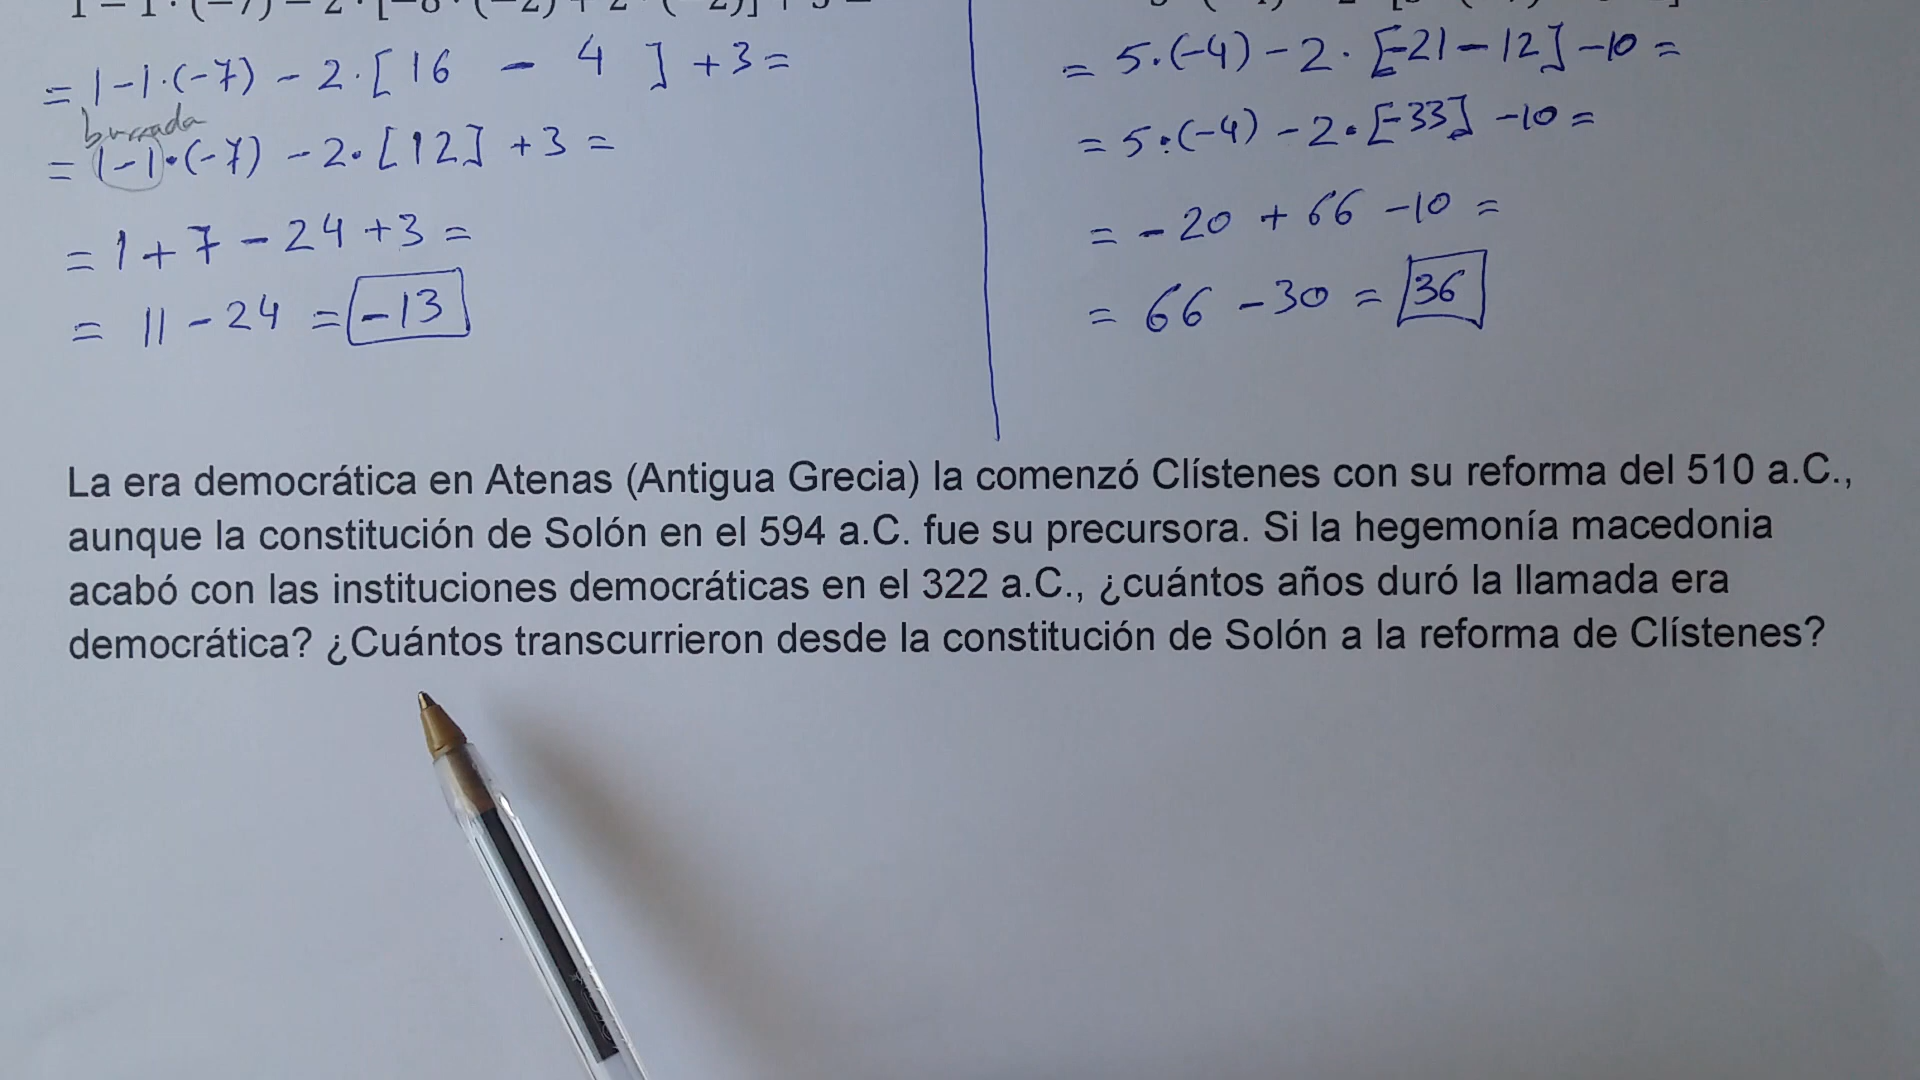 = 1-1·(-7) - 2·[16 - 4] + 3 =
burrada
= 1-1·(-7) - 2·[12] + 3 =
= 1 + 7 - 24 + 3 =
= 11 - 24 = -13
= 5·(-4) - 2·[-21-12] -10 =
= 5·(-4) - 2·[-33] -10 =
= -20 + 66 -10 =
= 66 - 30 = 36
La era democrática en Atenas (Antigua Grecia) la comenzó Clístenes con su reforma del 510 a.C.,
aunque la constitución de Solón en el 594 a.C. fue su precursora. Si la hegemonía macedonia
acabó con las instituciones democráticas en el 322 a.C., ¿cuántos años duró la llamada era
democrática? ¿Cuántos transcurrieron desde la constitución de Solón a la reforma de Clístenes?